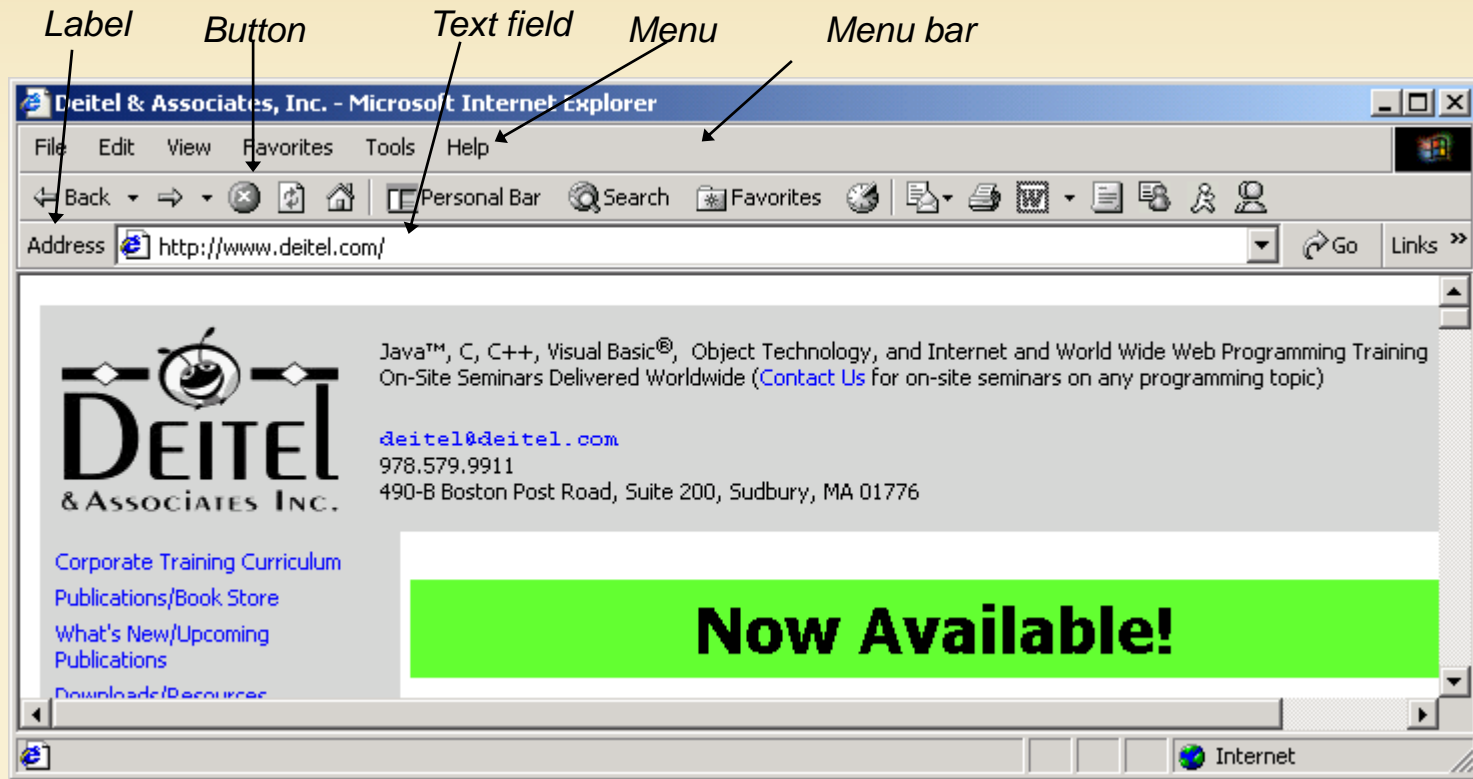 Label Button Text field Menu Menu bar
Deitel & Associates, Inc. - Microsoft Internet Explorer
File Edit View Favorites Tools Help
Back Personal Bar Search Favorites
Address http://www.deitel.com/ Go Links »
Java™, C, C++, Visual Basic®, Object Technology, and Internet and World Wide Web Programming Training
On-Site Seminars Delivered Worldwide (Contact Us for on-site seminars on any programming topic)
DEITEL
& ASSOCIATES INC.
deitel@deitel.com
978.579.9911
490-B Boston Post Road, Suite 200, Sudbury, MA 01776
Corporate Training Curriculum
Publications/Book Store
What's New/Upcoming
Publications
Downloads/Resources
Now Available!
Internet